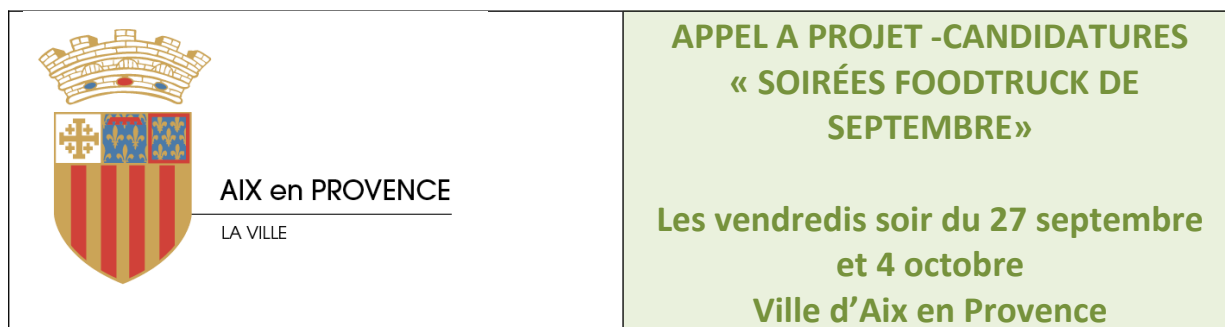 AIX en PROVENCE
LA VILLE
APPEL A PROJET -CANDIDATURES
« SOIRÉES FOODTRUCK DE
SEPTEMBRE»
Les vendredis soir du 27 septembre
et 4 octobre
Ville d’Aix en Provence